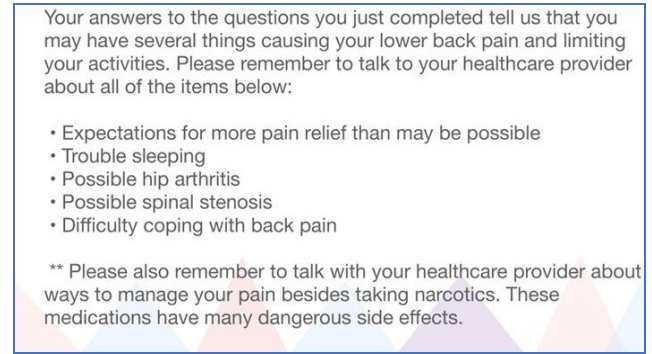 Your answers to the questions you just completed tell us that you
may have several things causing your lower back pain and limiting
your activities. Please remember to talk to your healthcare provider
about all of the items below:
• Expectations for more pain relief than may be possible
• Trouble sleeping
• Possible hip arthritis
• Possible spinal stenosis
• Difficulty coping with back pain
** Please also remember to talk with your healthcare provider about
ways to manage your pain besides taking narcotics. These
medications have many dangerous side effects.